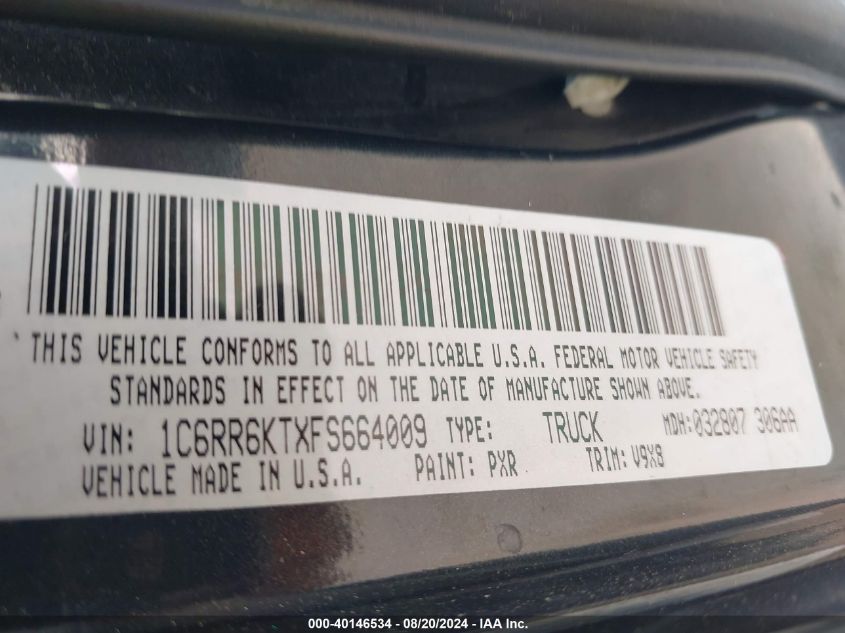 THIS VEHICLE CONFORMS TO ALL APPLICABLE U.S.A. FEDERAL MOTOR VEHICLE SAFETY
STANDARDS IN EFFECT ON THE DATE OF MANUFACTURE SHOWN ABOVE.
VIN: 1C6RR6KTXFS664009 TYPE: TRUCK MDH: 032807 306AA
VEHICLE MADE IN U.S.A. PAINT: PXR TRIM: V9X8
000-40146534 - 08/20/2024 - IAA Inc.